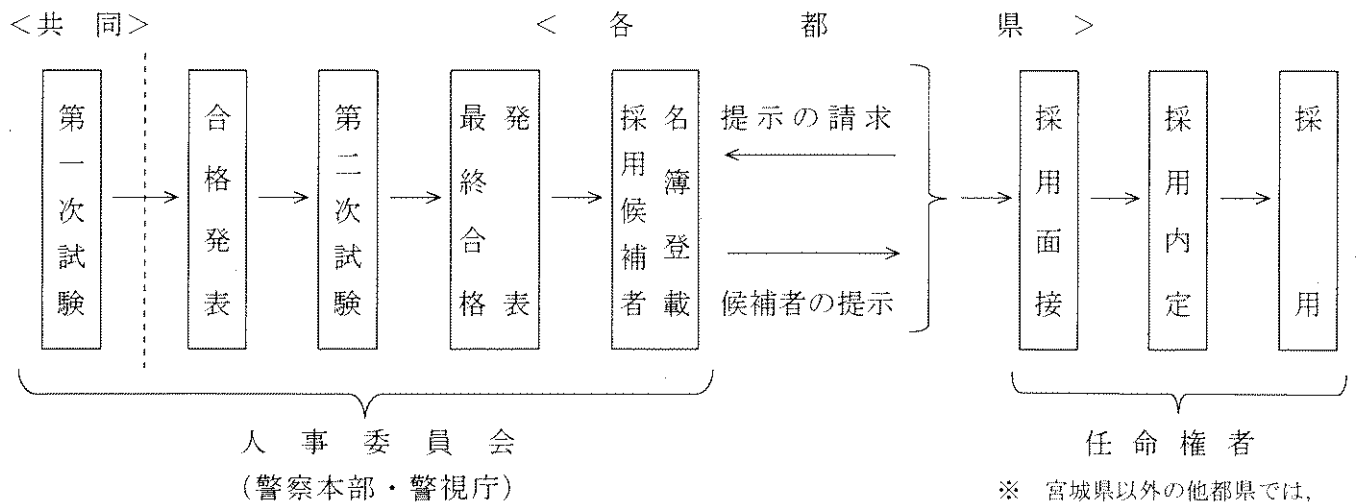 <共同>
<各都県>
第一次試験
合格発表
第二次試験
最終合格
発表
採用候補者
名簿登載
提示の請求
候補者の提示
採用面接
採用内定
採用
人事委員会
(警察本部・警視庁)
任命権者
※ 宮城県以外の他都県では,